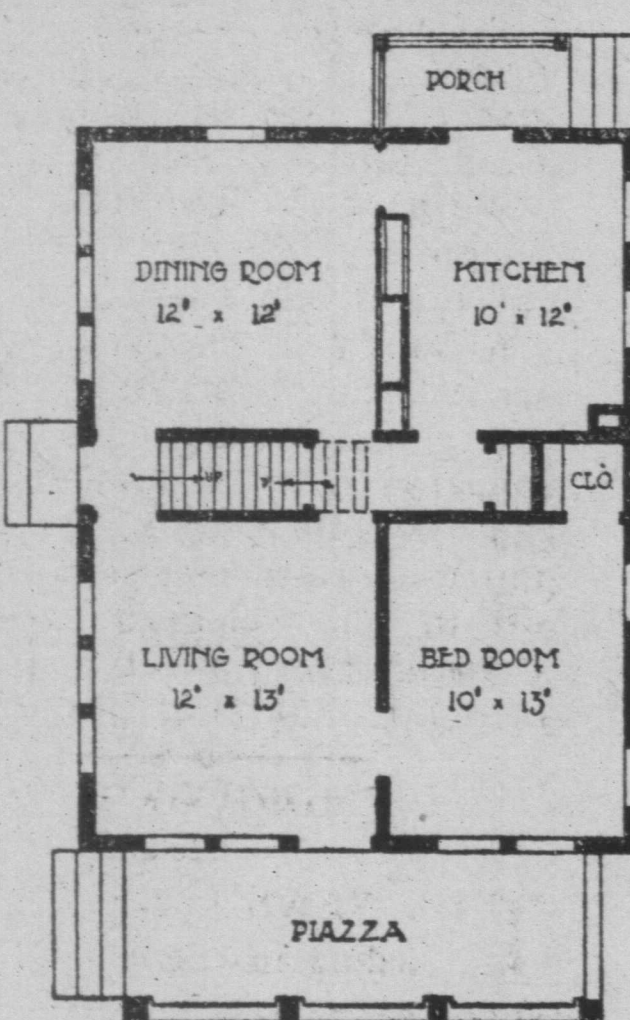 PORCH
DINING ROOM
12' x 12'
KITCHEN
10' x 12'
UP
CLO.
LIVING ROOM
12' x 13'
BED ROOM
10' x 13'
PIAZZA